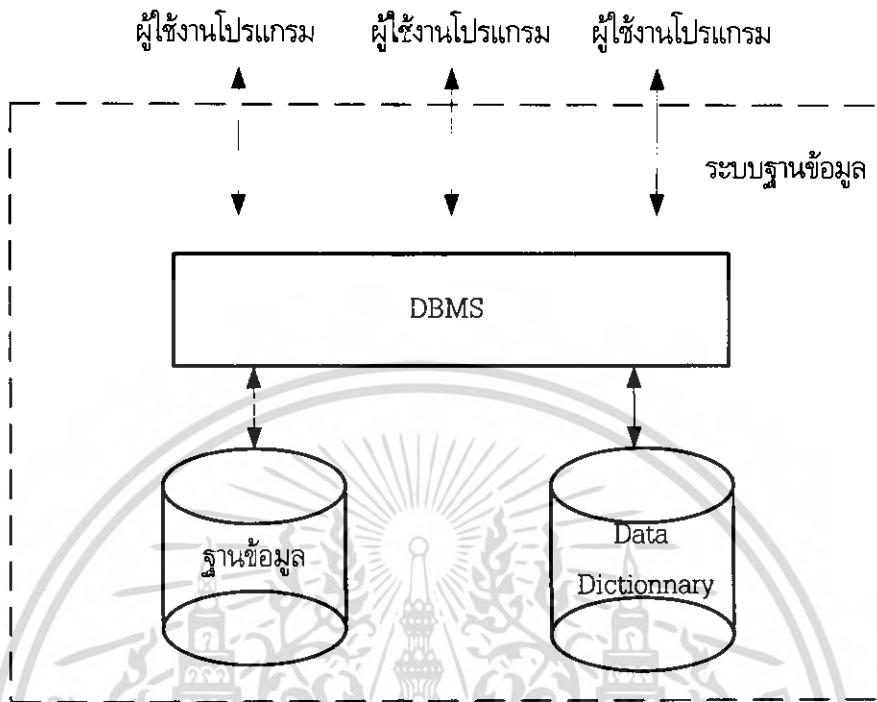 ผู้ใช้งานโปรแกรม ผู้ใช้งานโปรแกรม ผู้ใช้งานโปรแกรม
ระบบฐานข้อมูล
DBMS
ฐานข้อมูล
Data
Dictionnary